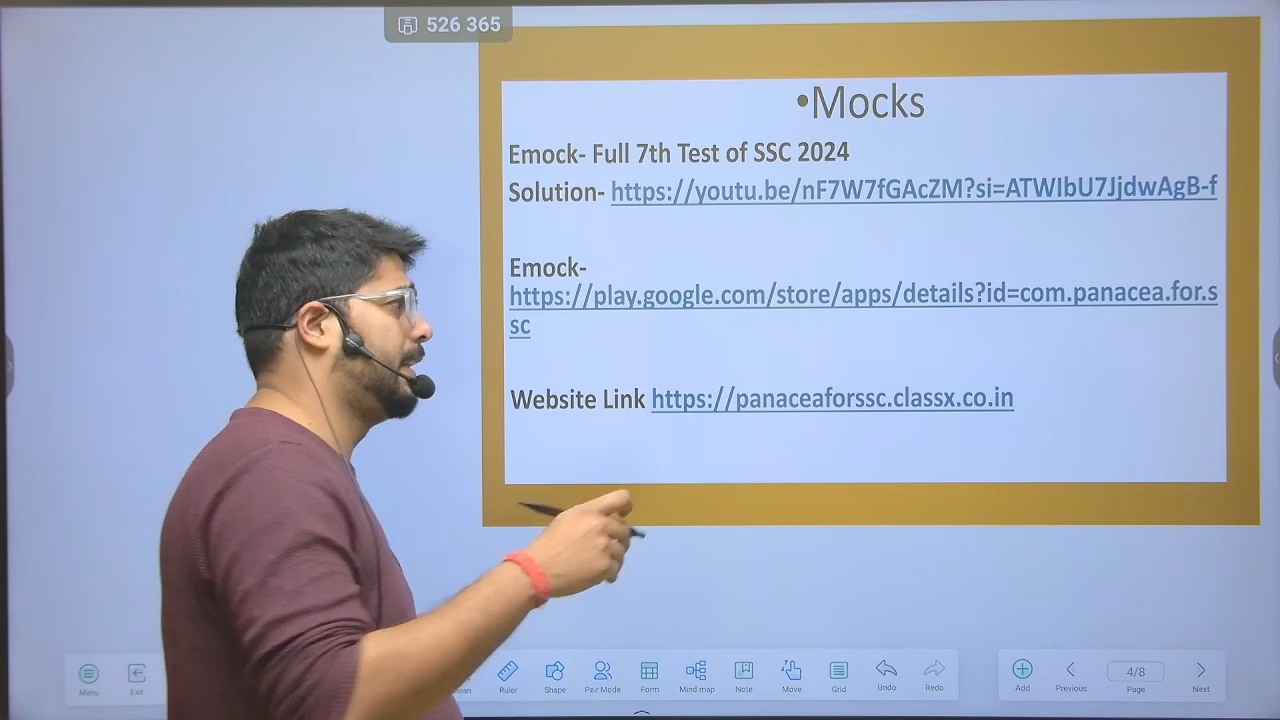 526 365
•Mocks
Emock- Full 7th Test of SSC 2024
Solution- https://youtu.be/nF7W7fGAcZM?si=ATWIbU7JjdwAgB-f
Emock-
https://play.google.com/store/apps/details?id=com.panacea.for.s
sc
Website Link https://panaceaforssc.classx.co.in
Menu Exit Ruler Shape Pair Mode Form Mind map Note Move Grid Undo Redo Add Previous 4/8 Page Next